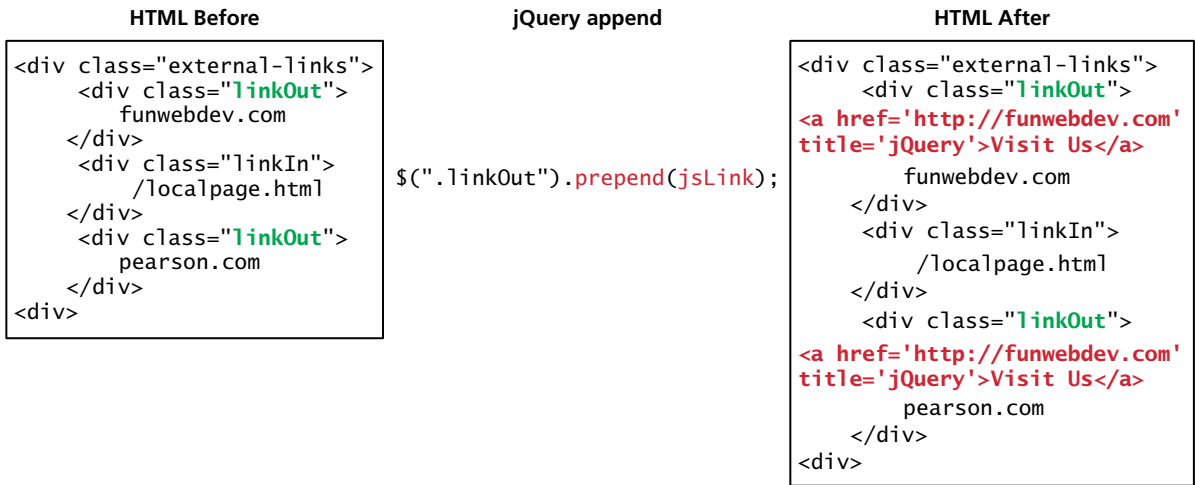 HTML Before
<div class="external-links">
<div class="linkOut">
funwebdev.com
</div>
<div class="linkIn">
/localpage.html
</div>
<div class="linkOut">
pearson.com
</div>
<div>
jQuery append
$(".linkOut").prepend(jsLink);
HTML After
<div class="external-links">
<div class="linkOut">
<a href='http://funwebdev.com'
title='jQuery'>Visit Us</a>
funwebdev.com
</div>
<div class="linkIn">
/localpage.html
</div>
<div class="linkOut">
<a href='http://funwebdev.com'
title='jQuery'>Visit Us</a>
pearson.com
</div>
<div>